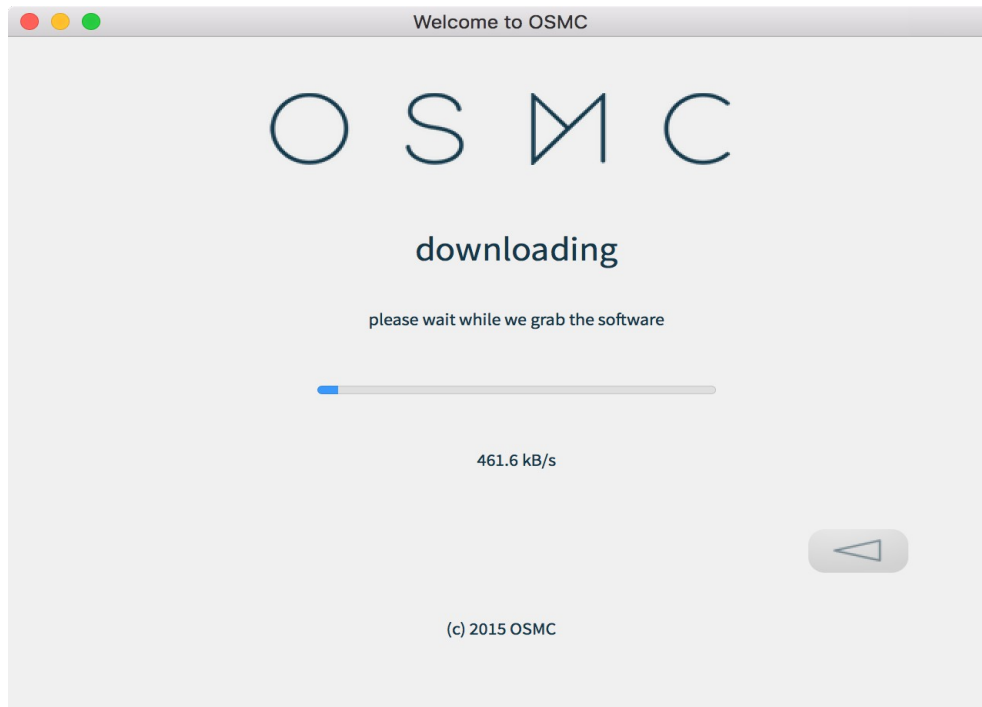 Welcome to OSMC
OSMC
downloading
please wait while we grab the software
461.6 kB/s
(c) 2015 OSMC